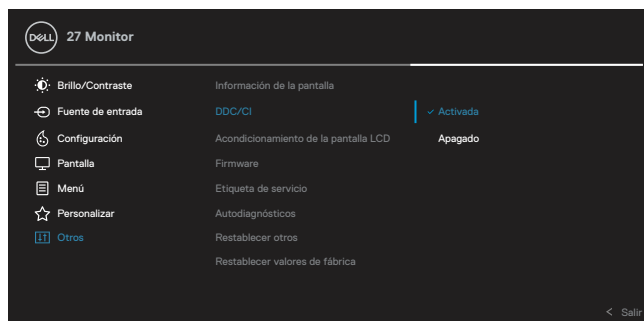 DELL 27 Monitor
Brillo/Contraste Información de la pantalla
Fuente de entrada DDC/CI ✓ Activada
Configuración Acondicionamiento de la pantalla LCD Apagado
Pantalla Firmware
Menú Etiqueta de servicio
Personalizar Autodiagnósticos
Otros Restablecer otros
Restablecer valores de fábrica
< Salir